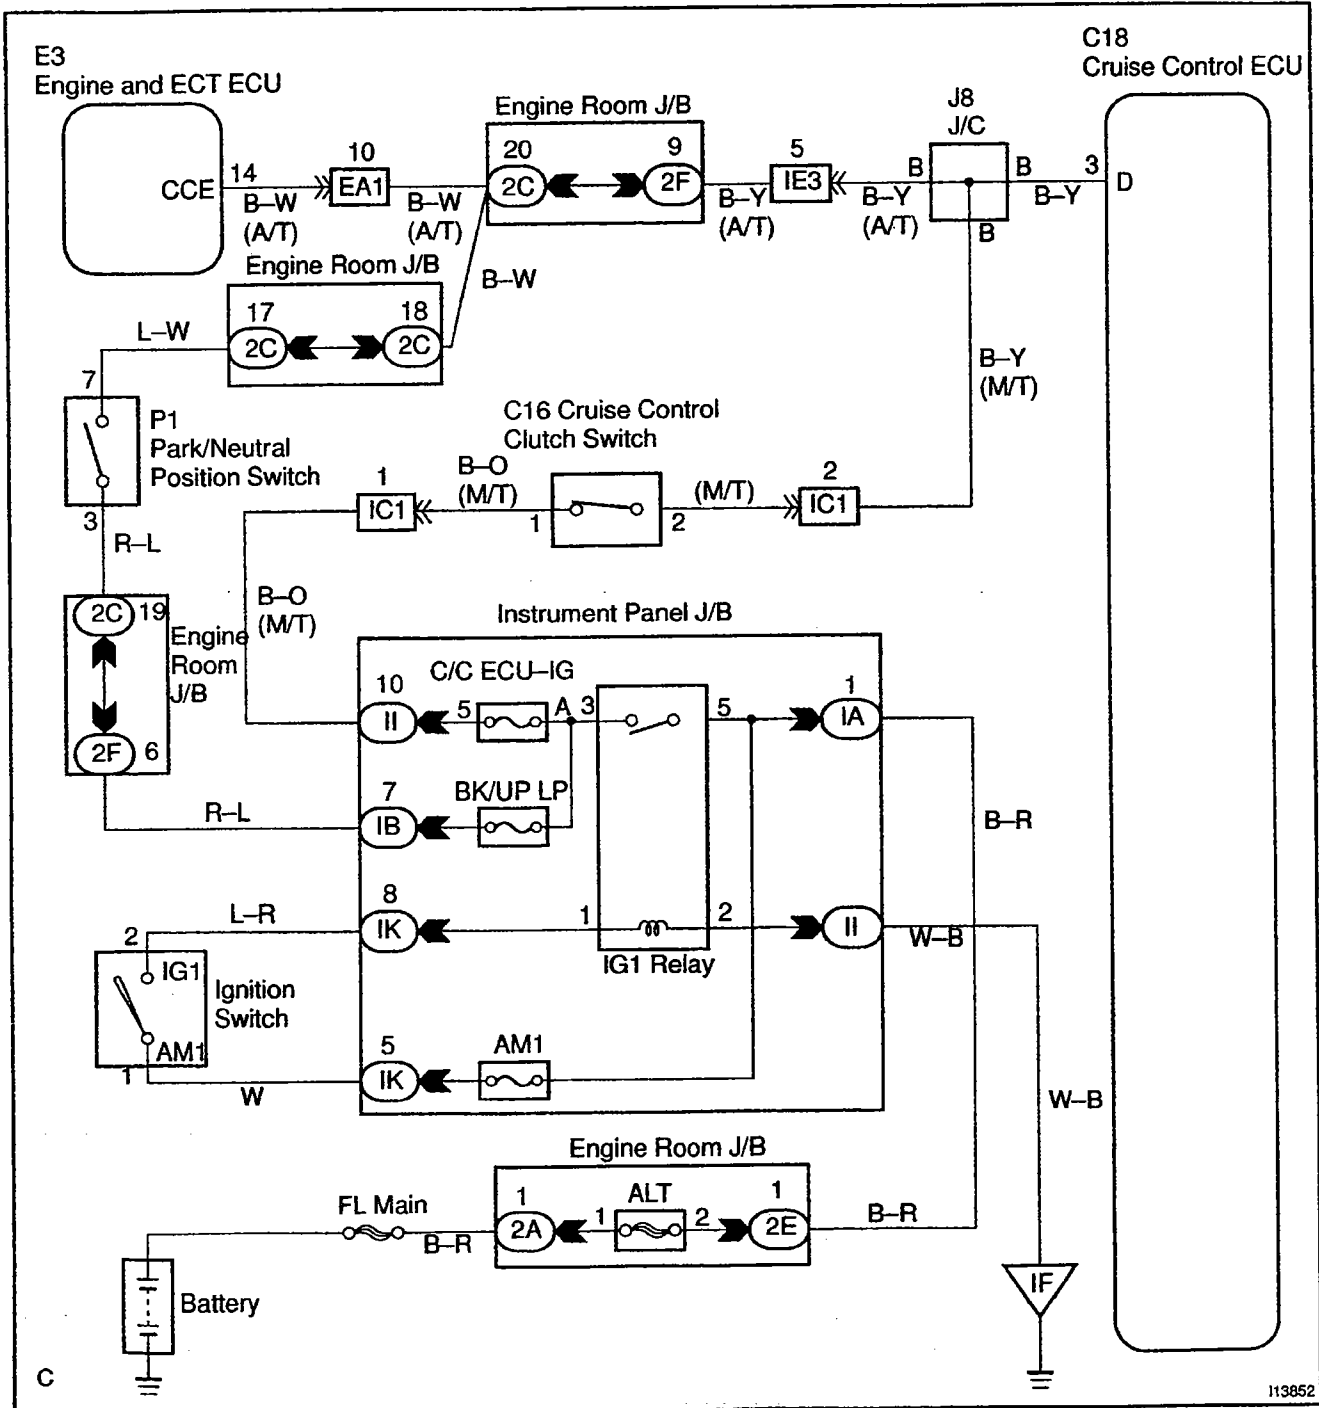 E3
Engine and ECT ECU
C18
Cruise Control ECU
CCE
14
B–W
(A/T)
10
EA1
B–W
(A/T)
Engine Room J/B
20
2C
9
2F
B–Y
(A/T)
5
IE3
B–Y
(A/T)
J8
J/C
B
B
B
B–Y
3
D
Engine Room J/B
17
2C
18
2C
B–W
L–W
7
P1
Park/Neutral
Position Switch
3
R–L
B–Y
(M/T)
C16 Cruise Control
Clutch Switch
1
IC1
B–O
(M/T)
1
2
(M/T)
2
IC1
2C
19
Engine
Room
J/B
2F
6
B–O
(M/T)
R–L
Instrument Panel J/B
C/C ECU–IG
10
II
5
A
3
5
1
IA
7
IB
BK/UP LP
B–R
8
IK
1
2
II
W–B
IG1 Relay
L–R
2
IG1
Ignition
Switch
AM1
1
W
5
IK
AM1
W–B
Engine Room J/B
FL Main
B–R
1
2A
1
ALT
2
1
2E
B–R
Battery
IF
C
I13852